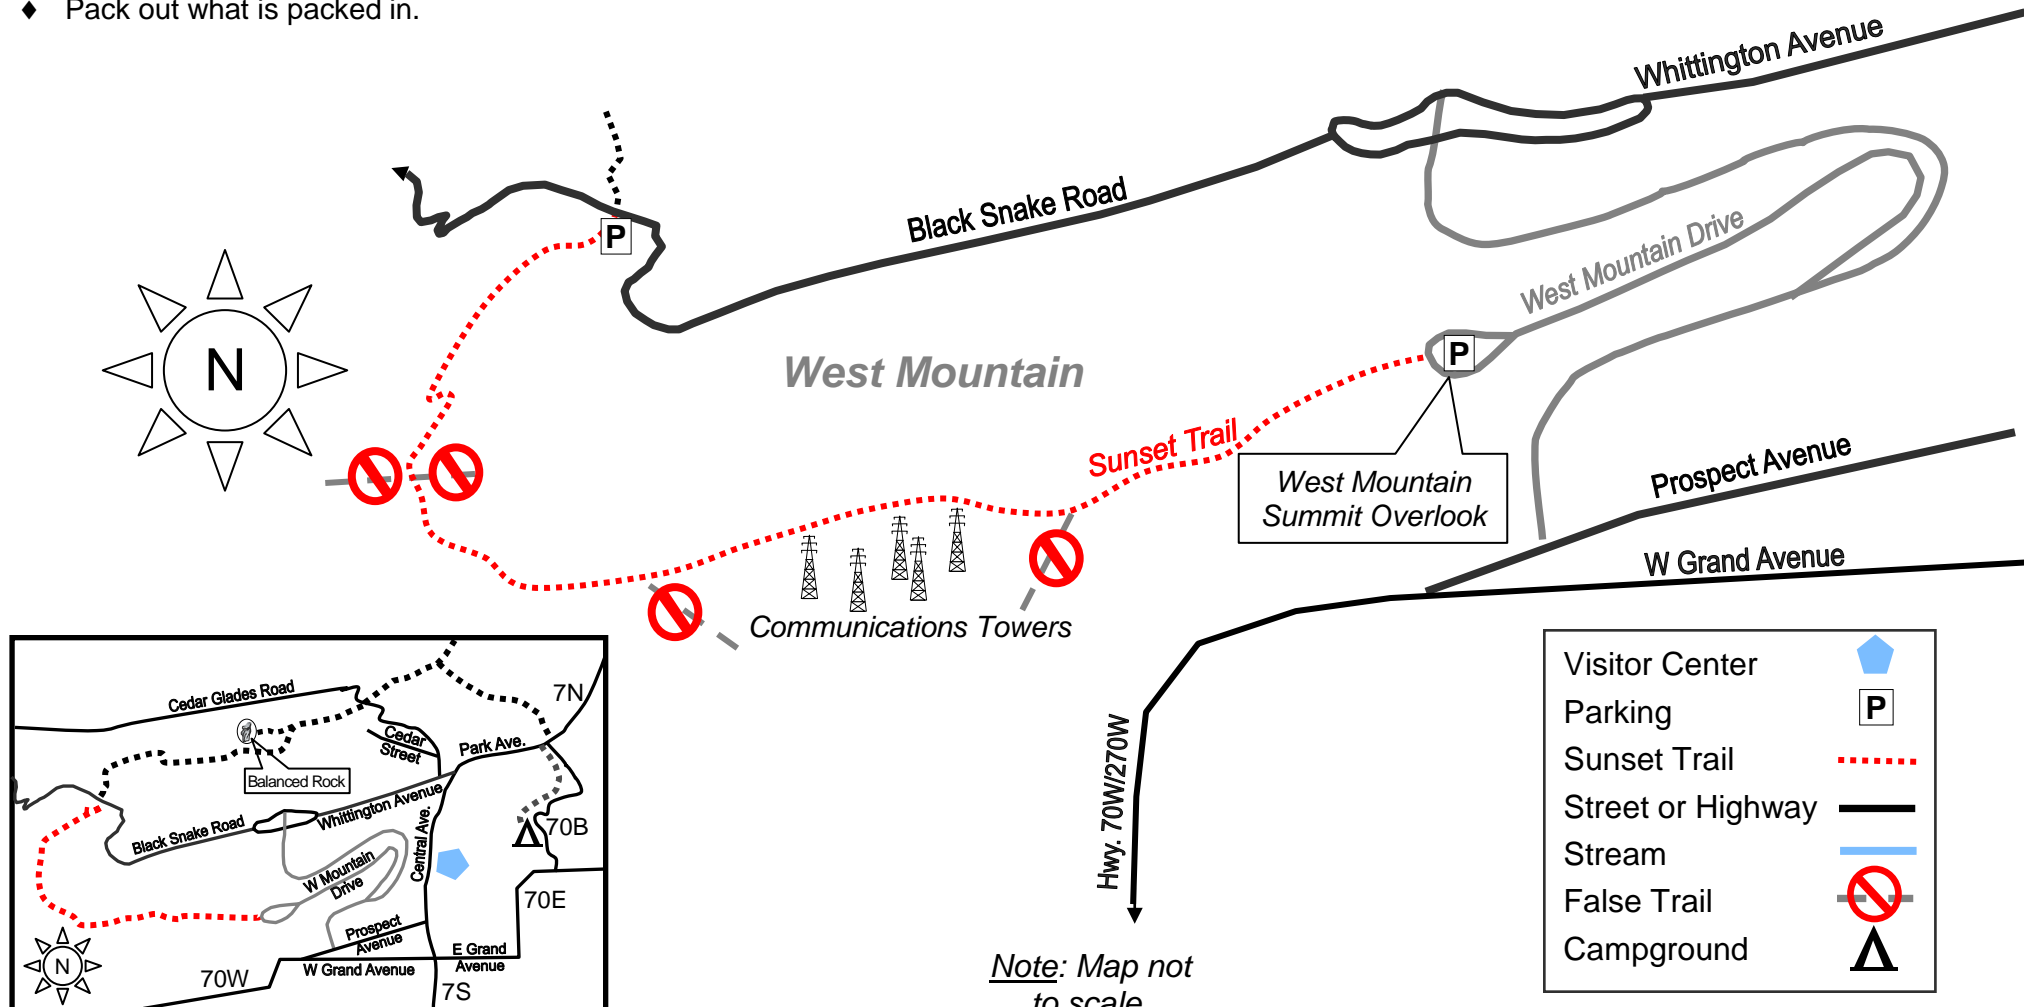 ♦ Pack out what is packed in.
Whittington Avenue
Black Snake Road
P
West Mountain Drive
N
West Mountain
P
Sunset Trail
West Mountain
Summit Overlook
Prospect Avenue
W Grand Avenue
Communications Towers
Hwy. 70W/270W
Note: Map not
to scale
Visitor Center
Parking P
Sunset Trail
Street or Highway
Stream
False Trail
Campground
Cedar Glades Road
7N
Cedar
Street
Park Ave.
Balanced Rock
Whittington Avenue
Black Snake Road
Central Ave.
70B
W Mountain
Drive
70E
Prospect
Avenue
E Grand
Avenue
W Grand Avenue
N
70W
7S